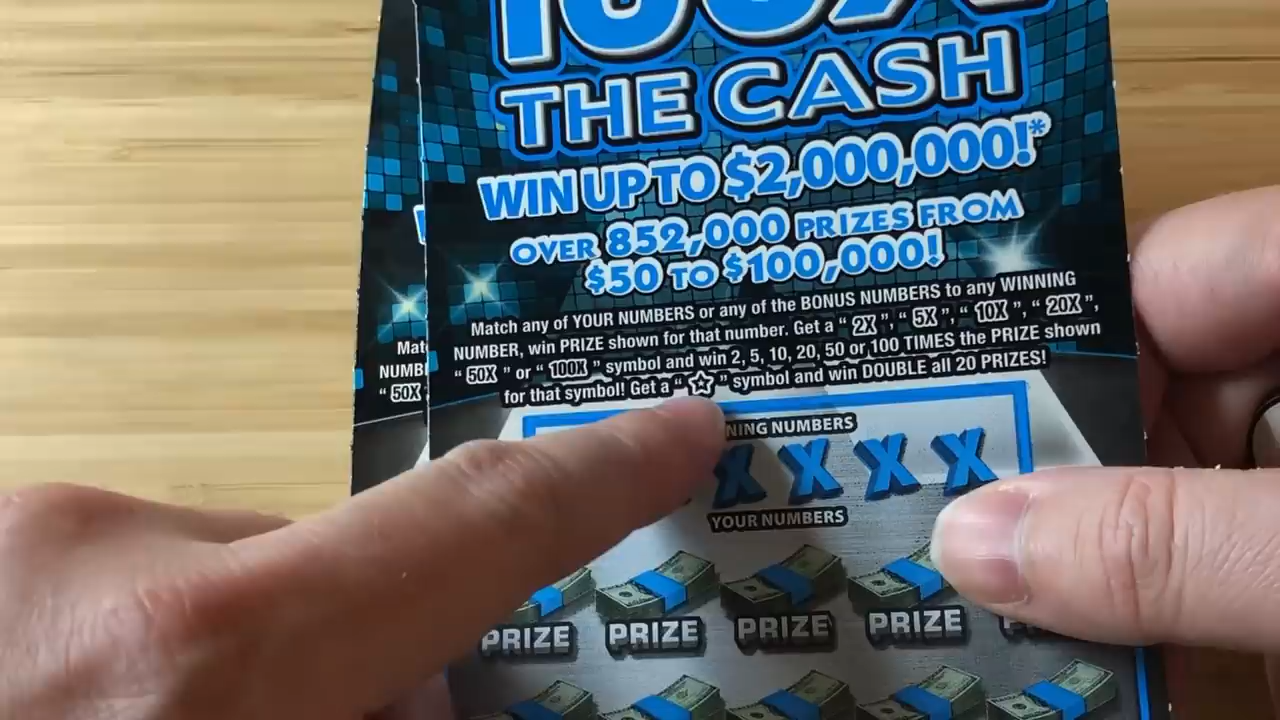 100X
THE CASH
WIN UP TO $2,000,000!*
OVER 852,000 PRIZES FROM
$50 TO $100,000!
Match any of YOUR NUMBERS or any of the BONUS NUMBERS to any WINNING
NUMBER, win PRIZE shown for that number. Get a “ 2X ”, “ 5X ”, “ 10X ”, “ 20X ”,
“ 50X ” or “ 100X ” symbol and win 2, 5, 10, 20, 50 or 100 TIMES the PRIZE shown
for that symbol! Get a “ ☆ ” symbol and win DOUBLE all 20 PRIZES!
NING NUMBERS
X X X X
YOUR NUMBERS
PRIZE PRIZE PRIZE PRIZE
Mat
NUMB
“ 50X